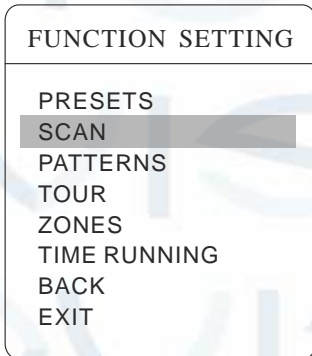 FUNCTION SETTING
PRESETS
SCAN
PATTERNS
TOUR
ZONES
TIME RUNNING
BACK
EXIT